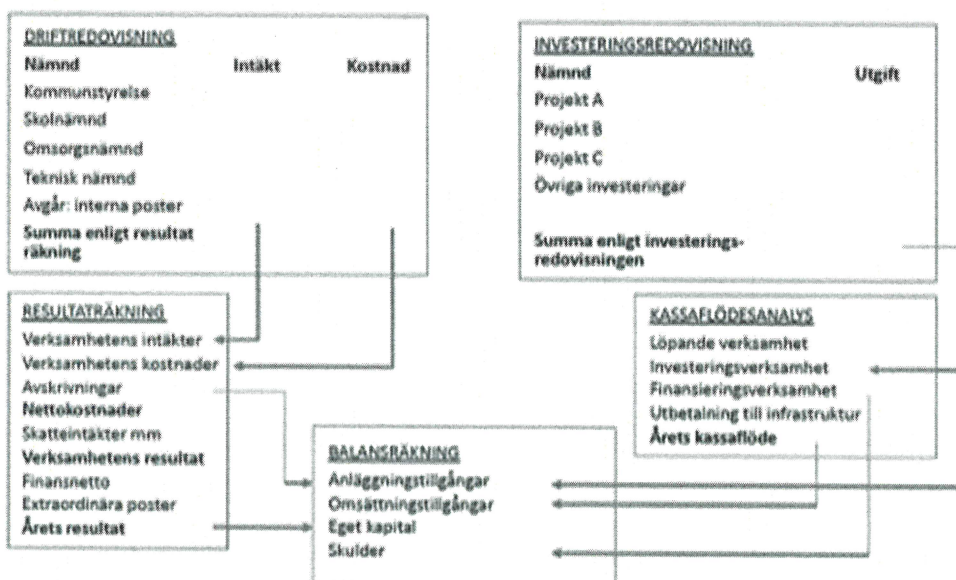 DRIFTREDOVISNING
Nämnd Intäkt Kostnad
Kommunstyrelse
Skolnämnd
Omsorgsnämnd
Teknisk nämnd
Avgår: interna poster
Summa enligt resultat
räkning
INVESTERINGSREDOVISNING
Nämnd Utgift
Projekt A
Projekt B
Projekt C
Övriga investeringar
Summa enligt investerings-
redovisningen
RESULTATRÄKNING
Verksamhetens intäkter
Verksamhetens kostnader
Avskrivningar
Nettokostnader
Skatteintäkter mm
Verksamhetens resultat
Finansnetto
Extraordinära poster
Årets resultat
KASSAFLÖDESANALYS
Löpande verksamhet
Investeringsverksamhet
Finansieringsverksamhet
Utbetalning till infrastruktur
Årets kassaflöde
BALANSRÄKNING
Anläggningstillgångar
Omsättningstillgångar
Eget kapital
Skulder